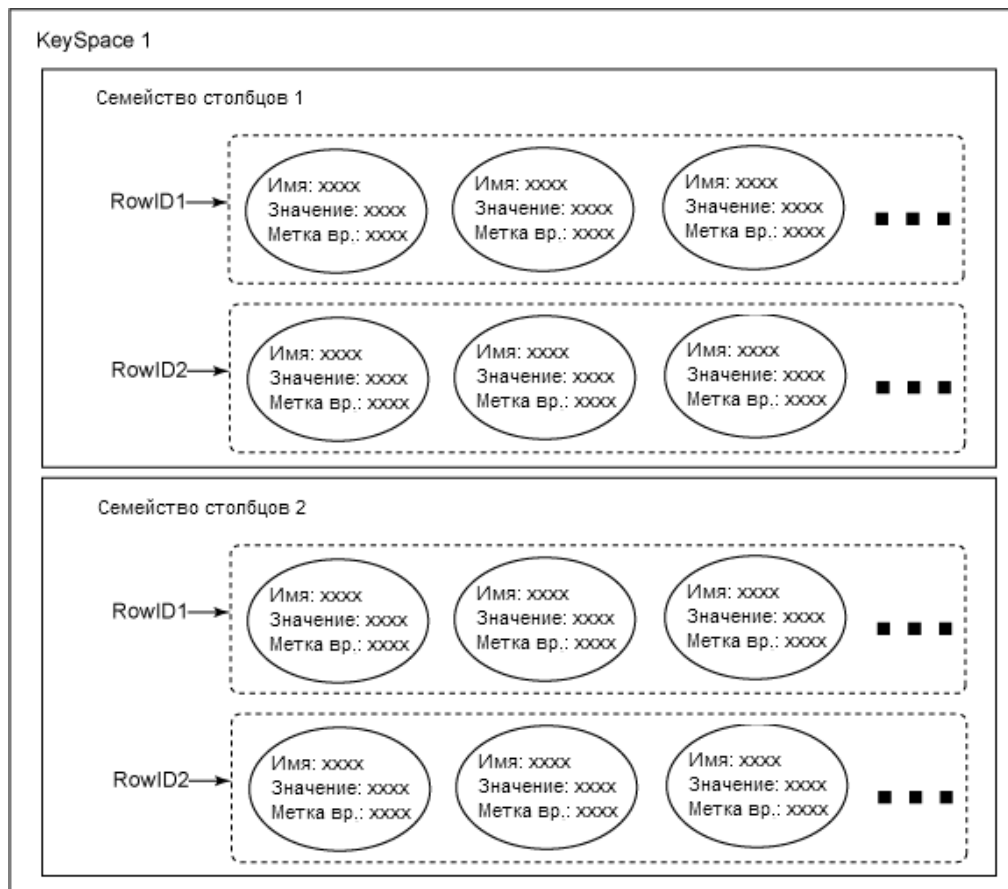 KeySpace 1
Семейство столбцов 1
RowID1
Имя: xxxx
Значение: xxxx
Метка вр.: xxxx
Имя: xxxx
Значение: xxxx
Метка вр.: xxxx
Имя: xxxx
Значение: xxxx
Метка вр.: xxxx
RowID2
Имя: xxxx
Значение: xxxx
Метка вр.: xxxx
Имя: xxxx
Значение: xxxx
Метка вр.: xxxx
Имя: xxxx
Значение: xxxx
Метка вр.: xxxx
Семейство столбцов 2
RowID1
Имя: xxxx
Значение: xxxx
Метка вр.: xxxx
Имя: xxxx
Значение: xxxx
Метка вр.: xxxx
Имя: xxxx
Значение: xxxx
Метка вр.: xxxx
RowID2
Имя: xxxx
Значение: xxxx
Метка вр.: xxxx
Имя: xxxx
Значение: xxxx
Метка вр.: xxxx
Имя: xxxx
Значение: xxxx
Метка вр.: xxxx